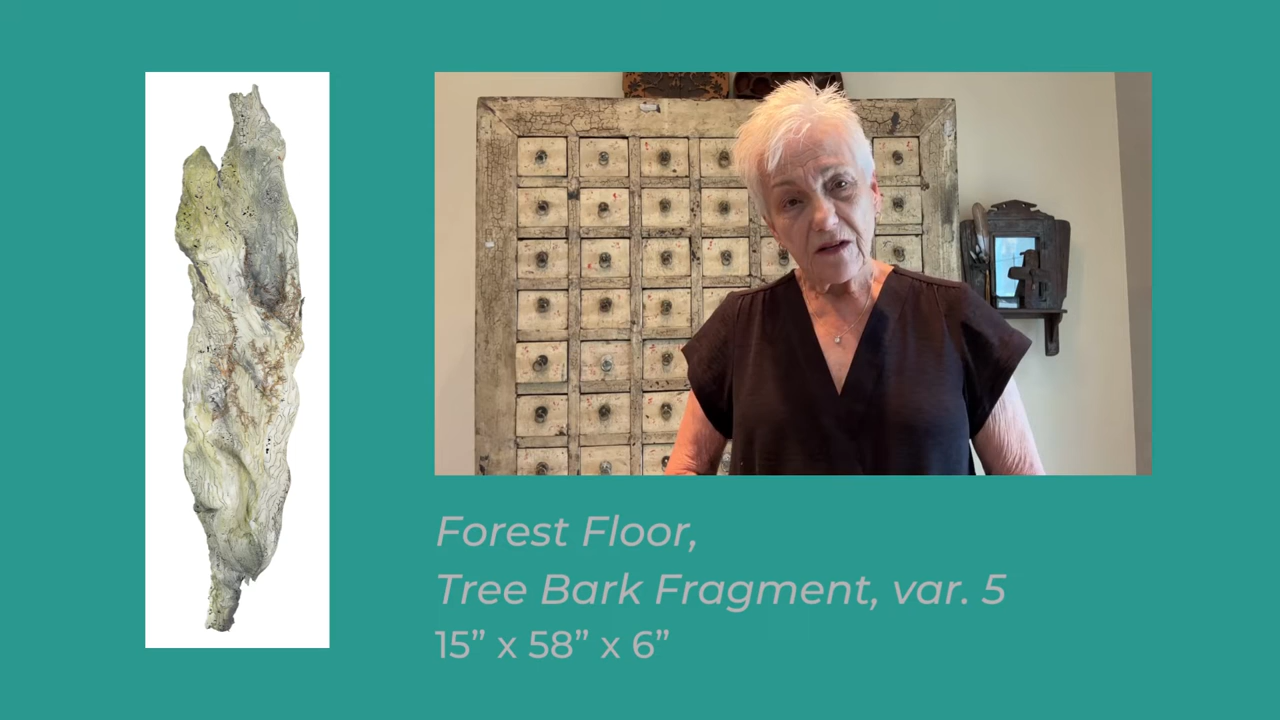 Forest Floor,
Tree Bark Fragment, var. 5
15” x 58” x 6”